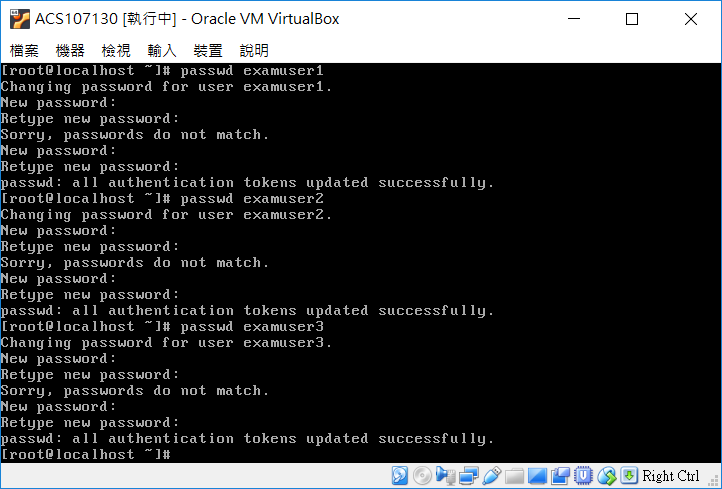 ACS107130 [執行中] - Oracle VM VirtualBox
檔案 機器 檢視 輸入 裝置 說明
[root@localhost ~]# passwd examuser1
Changing password for user examuser1.
New password:
Retype new password:
Sorry, passwords do not match.
New password:
Retype new password:
passwd: all authentication tokens updated successfully.
[root@localhost ~]# passwd examuser2
Changing password for user examuser2.
New password:
Retype new password:
Sorry, passwords do not match.
New password:
Retype new password:
passwd: all authentication tokens updated successfully.
[root@localhost ~]# passwd examuser3
Changing password for user examuser3.
New password:
Retype new password:
Sorry, passwords do not match.
New password:
Retype new password:
passwd: all authentication tokens updated successfully.
[root@localhost ~]#
Right Ctrl